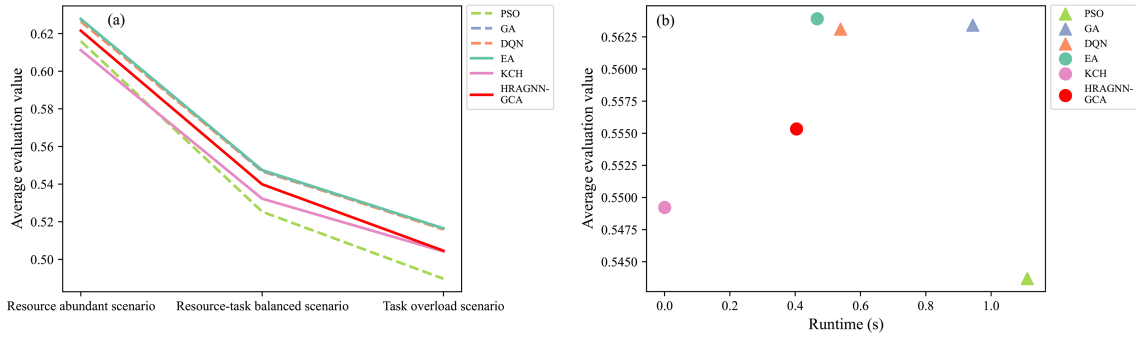 (a)
Average evaluation value
0.62
0.60
0.58
0.56
0.54
0.52
0.50
Resource abundant scenario
Resource-task balanced scenario
Task overload scenario
PSO
GA
DQN
EA
KCH
HRAGNN-
GCA
(b)
Average evaluation value
0.5625
0.5600
0.5575
0.5550
0.5525
0.5500
0.5475
0.5450
0.0
0.2
0.4
0.6
0.8
1.0
Runtime (s)
PSO
GA
DQN
EA
KCH
HRAGNN-
GCA